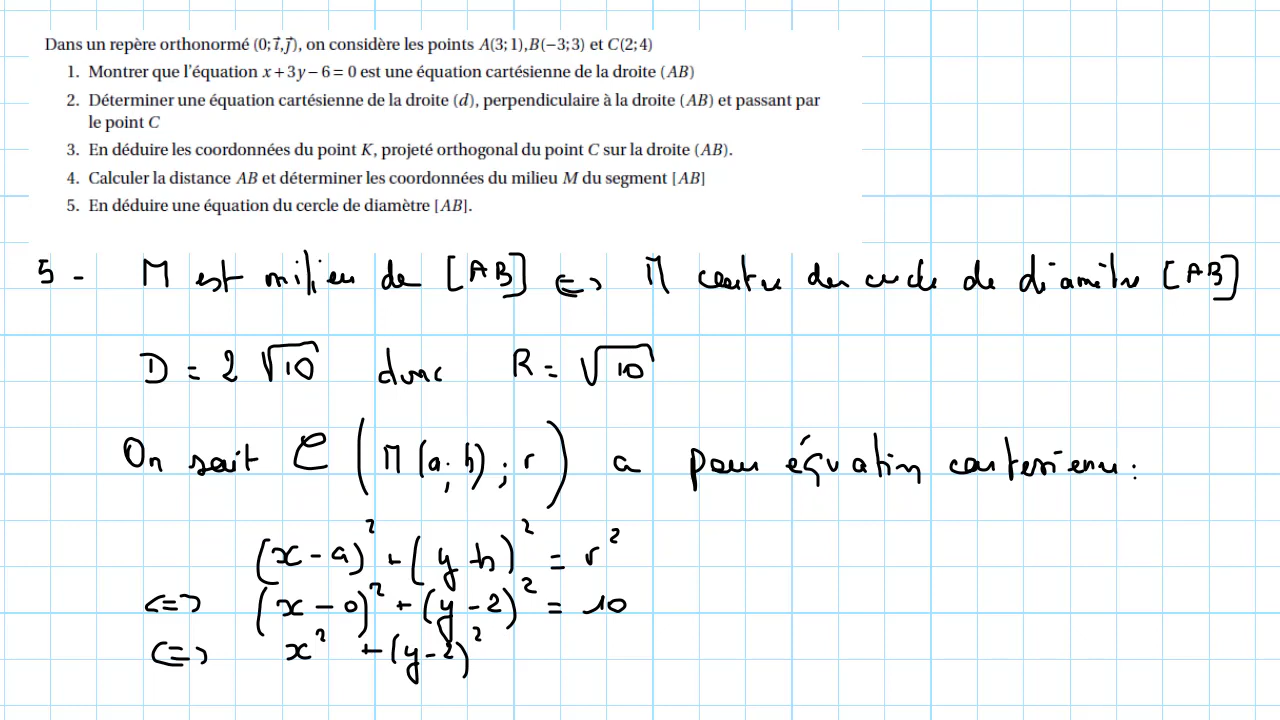 Dans un repère orthonormé (0; i⃗, j⃗), on considère les points A(3;1),B(−3;3) et C(2;4)
1. Montrer que l'équation x+3y−6=0 est une équation cartésienne de la droite (AB)
2. Déterminer une équation cartésienne de la droite (d), perpendiculaire à la droite (AB) et passant par
le point C
3. En déduire les coordonnées du point K, projeté orthogonal du point C sur la droite (AB).
4. Calculer la distance AB et déterminer les coordonnées du milieu M du segment [AB]
5. En déduire une équation du cercle de diamètre [AB].
5 - M est milieu de [AB] <=> M centre du cercle de diamètre [AB]
D = 2 √10 donc R = √10
On sait C (M(a;b);r) a pour équation cartesienne :
(x-a)² + (y-b)² = r²
<=> (x-0)² + (y-2)² = 10
<=> x² + (y-2)²